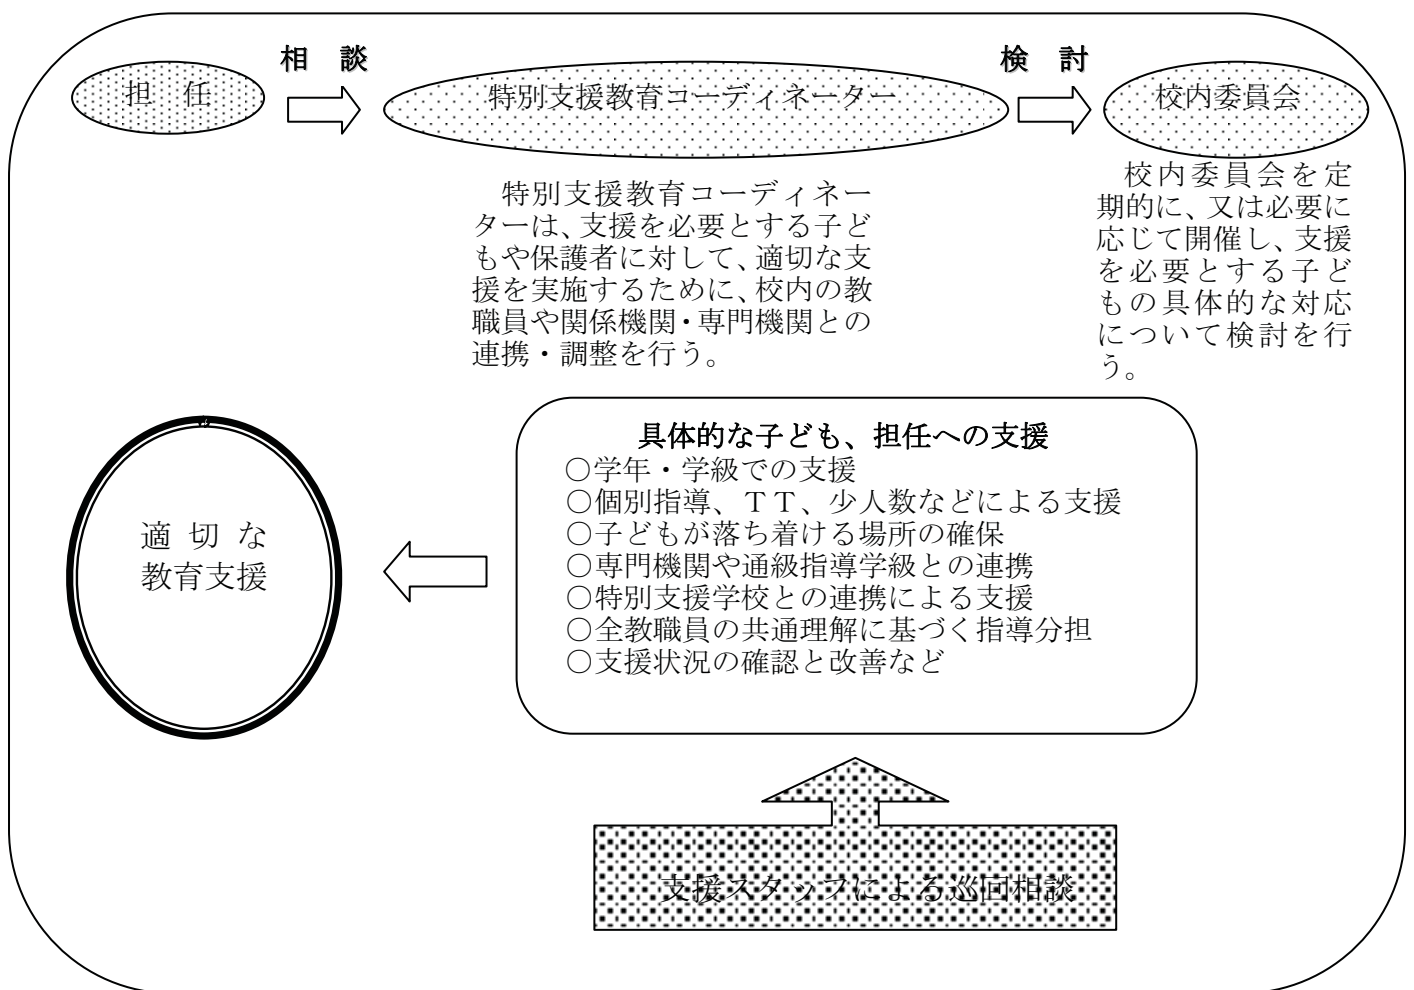 相　談
検　討
担　任
特別支援教育コーディネーター
校内委員会
特別支援教育コーディネー
ターは、支援を必要とする子ど
もや保護者に対して、適切な支
援を実施するために、校内の教
職員や関係機関・専門機関との
連携・調整を行う。
校内委員会を定
期的に、又は必要に
応じて開催し、支援
を必要とする子ど
もの具体的な対応
について検討を行
う。
具体的な子ども、担任への支援
○学年・学級での支援
○個別指導、ＴＴ、少人数などによる支援
○子どもが落ち着ける場所の確保
○専門機関や通級指導学級との連携
○特別支援学校との連携による支援
○全教職員の共通理解に基づく指導分担
○支援状況の確認と改善など
適 切 な
教育支援
支援スタッフによる巡回相談